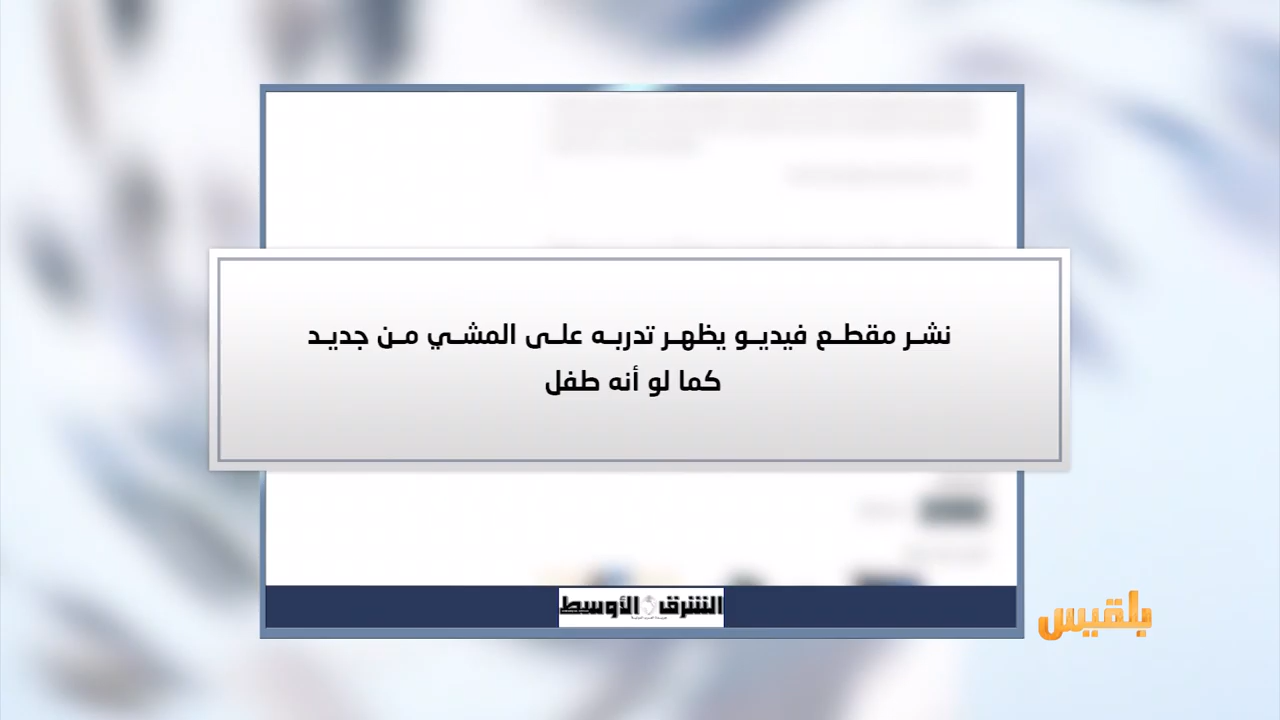 نشر مقطع فيديو يظهر تدربه على المشي من جديد
كما لو أنه طفل
الشرق الأوسط
بلقيس